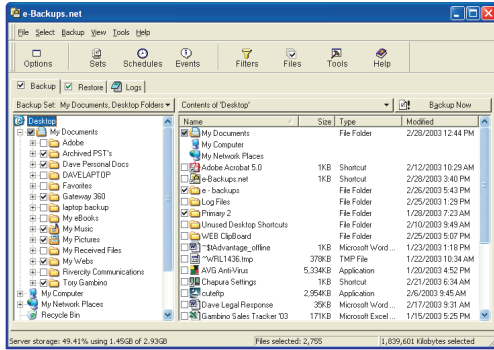 e-Backups.net
File Select Backup View Tools Help
Options Sets Schedules Events Filters Files Tools Help
Backup Restore Logs
Backup Set: My Documents, Desktop Folders Contents of 'Desktop' Backup Now
Desktop
My Documents
Adobe
Archived PST's
Dave Personal Docs
DAVELAPTOP
Favorites
Gateway 360
laptop backup
My eBooks
My Music
My Pictures
My Received Files
My Webs
Rivercity Communications
Tory Gambino
My Computer
My Network Places
Recycle Bin
Name Size Type Modified
My Documents File Folder 2/28/2003 12:44 PM
My Computer
My Network Places
Adobe Acrobat 5.0 1KB Shortcut 2/12/2003 10:29 AM
e-Backups.net 1KB Shortcut 2/28/2003 3:40 PM
e - backups File Folder 2/26/2003 5:43 PM
Log Files File Folder 2/25/2003 1:29 PM
Primary 2 File Folder 1/28/2003 7:23 AM
Unused Desktop Shortcuts File Folder 2/10/2003 9:49 AM
WEB ClipBoard File Folder 2/25/2003 5:07 PM
~$tAdvantage_offline 1KB Microsoft Word ... 1/23/2003 1:18 PM
~WRL1436.tmp 378KB TMP File 1/22/2003 10:34 AM
AVG Anti-Virus 5,334KB Application 1/20/2003 4:52 PM
Chapura Settings 1KB Shortcut 2/21/2003 6:34 AM
cuteftp 2,954KB Application 2/6/2003 9:45 AM
Dave Legal Response 35KB Microsoft Word ... 2/17/2003 9:31 AM
Gambino Sales Tracker '03 171KB Microsoft Excel ... 1/15/2003 5:25 PM
Server storage: 49.41% using 1.45GB of 2.93GB Files selected: 2,755 1,839,601 Kilobytes selected